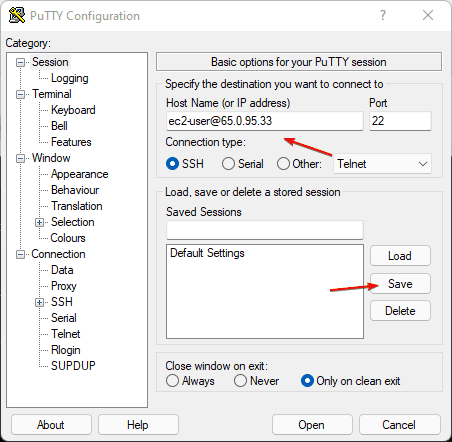 PuTTY Configuration
Category:
Session
Logging
Terminal
Keyboard
Bell
Features
Window
Appearance
Behaviour
Translation
Selection
Colours
Connection
Data
Proxy
SSH
Serial
Telnet
Rlogin
SUPDUP
Basic options for your PuTTY session
Specify the destination you want to connect to
Host Name (or IP address) Port
ec2-user@65.0.95.33 22
Connection type:
SSH Serial Other: Telnet
Load, save or delete a stored session
Saved Sessions
Default Settings
Load
Save
Delete
Close window on exit:
Always Never Only on clean exit
About Help Open Cancel